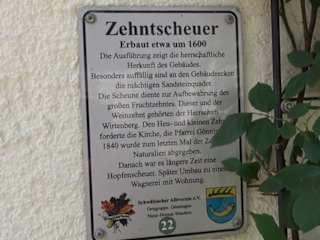 Zehntscheuer
Erbaut etwa um 1600
Die Ausführung zeigt die herrschaftliche
Herkunft des Gebäudes.
Besonders auffällig sind an den Gebäudeecken
die mächtigen Sandsteinquader.
Die Scheune diente zur Aufbewahrung des
großen Fruchtzehnten. Dieser und der
Weinzehnt gehörten der Herrschaft
Wirtenberg. Den Heu- und kleinen Zehnt
forderte die Kirche, die Pfarrei Gönningen
1840 wurde zum letzten Mal der Zehnt
Naturalien abgegeben.
Danach war es längere Zeit eine
Hopfenscheuer. Später Umbau zu einer
Wagnerei mit Wohnung.
Schwäbischer Albverein e.V.
Ortsgruppe
22